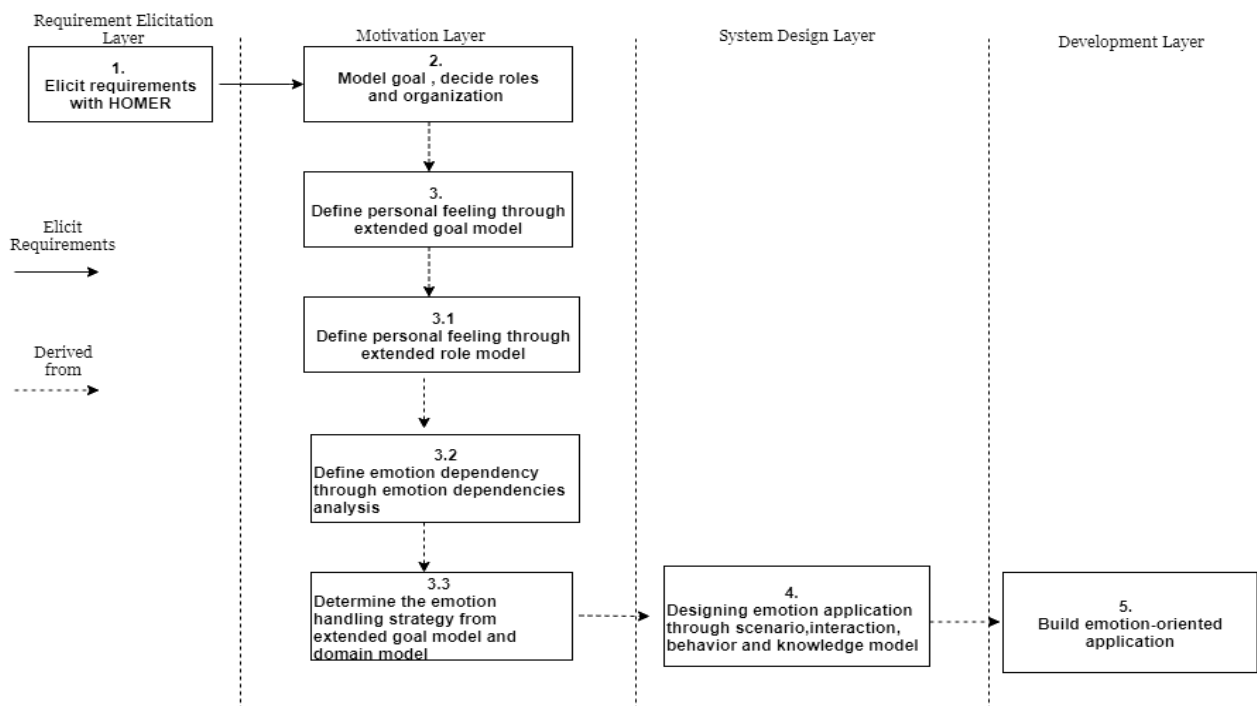 Requirement Elicitation
Layer
Motivation Layer
System Design Layer
Development Layer
1.
Elicit requirements
with HOMER
2.
Model goal , decide roles
and organization
3.
Define personal feeling through
extended goal model
Elicit
Requirements
3.1
Define personal feeling through
extended role model
Derived
from
3.2
Define emotion dependency
through emotion dependencies
analysis
3.3
Determine the emotion
handling strategy from
extended goal model and
domain model
4.
Designing emotion application
through scenario,interaction,
behavior and knowledge model
5.
Build emotion-oriented
application